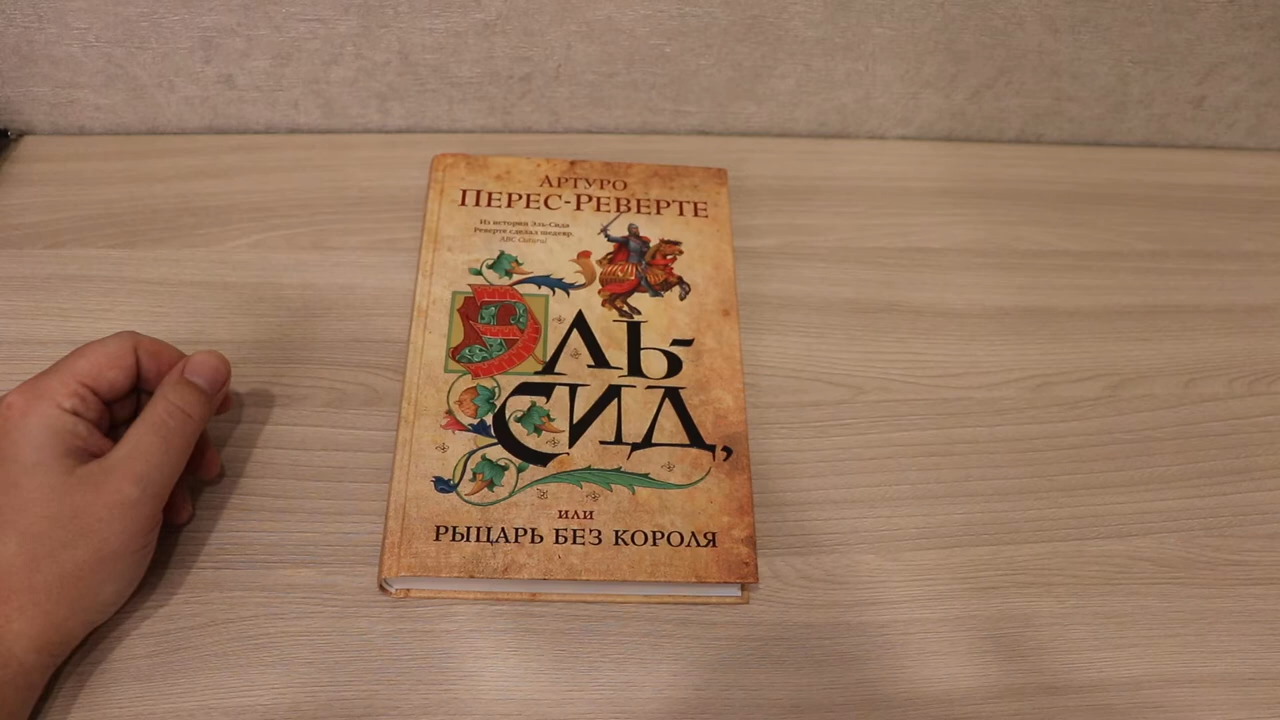 Артуро
Перес-Реверте
Из истории Эль-Сида
Реверте сделал шедевр.
ABC Cultural
Эль-
Сид,
или
рыцарь без короля